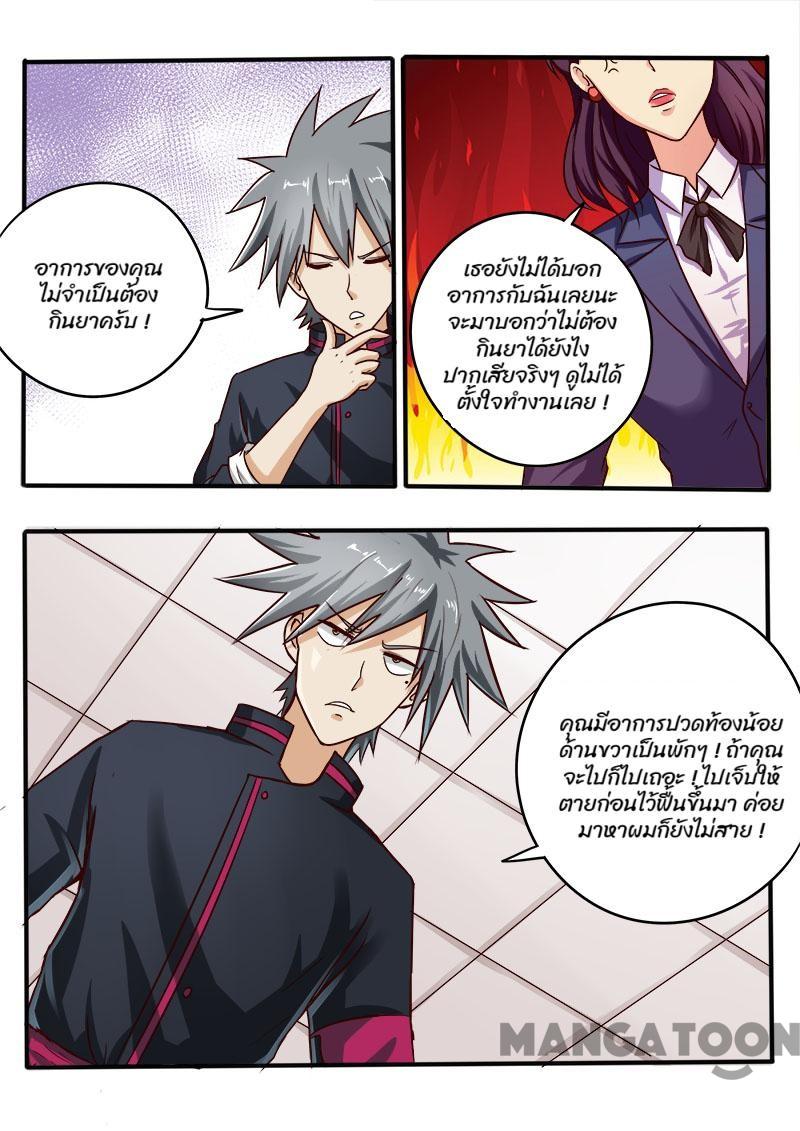 อาการของคุณ
ไม่จำเป็นต้อง
กินยาครับ !
เธอยังไม่ได้บอก
อาการกับฉันเลยนะ
จะมาบอกว่าไม่ต้อง
กินยาได้ยังไง
ปากเสียจริงๆ ดูไม่ได้
ตั้งใจทำงานเลย !
คุณมีอาการปวดท้องน้อย
ด้านขวาเป็นพักๆ ! ถ้าคุณ
จะไปก็ไปเถอะ ! ไปเจ็บให้
ตายก่อนไว้ฟื้นขึ้นมา ค่อย
มาหาผมก็ยังไม่สาย !
MANGATOON